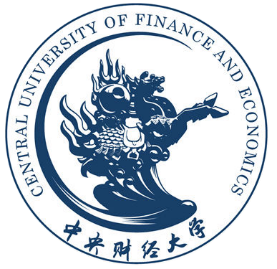 CENTRAL UNIVERSITY OF FINANCE AND ECONOMICS
中央财经大学